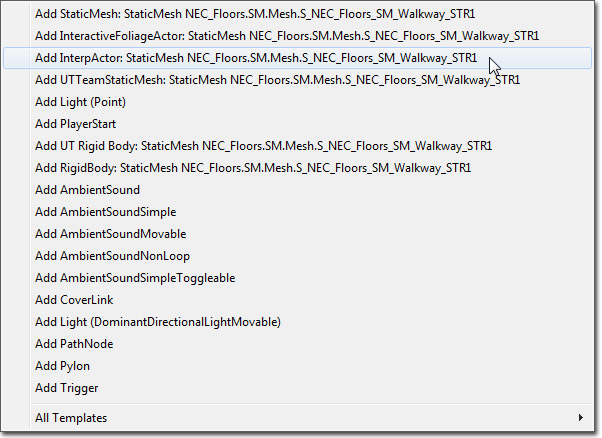 Add StaticMesh: StaticMesh NEC_Floors.SM.Mesh.S_NEC_Floors_SM_Walkway_STR1
Add InteractiveFoliageActor: StaticMesh NEC_Floors.SM.Mesh.S_NEC_Floors_SM_Walkway_STR1
Add InterpActor: StaticMesh NEC_Floors.SM.Mesh.S_NEC_Floors_SM_Walkway_STR1
Add UTTeamStaticMesh: StaticMesh NEC_Floors.SM.Mesh.S_NEC_Floors_SM_Walkway_STR1
Add Light (Point)
Add PlayerStart
Add UT Rigid Body: StaticMesh NEC_Floors.SM.Mesh.S_NEC_Floors_SM_Walkway_STR1
Add RigidBody: StaticMesh NEC_Floors.SM.Mesh.S_NEC_Floors_SM_Walkway_STR1
Add AmbientSound
Add AmbientSoundSimple
Add AmbientSoundMovable
Add AmbientSoundNonLoop
Add AmbientSoundSimpleToggleable
Add CoverLink
Add Light (DominantDirectionalLightMovable)
Add PathNode
Add Pylon
Add Trigger
All Templates